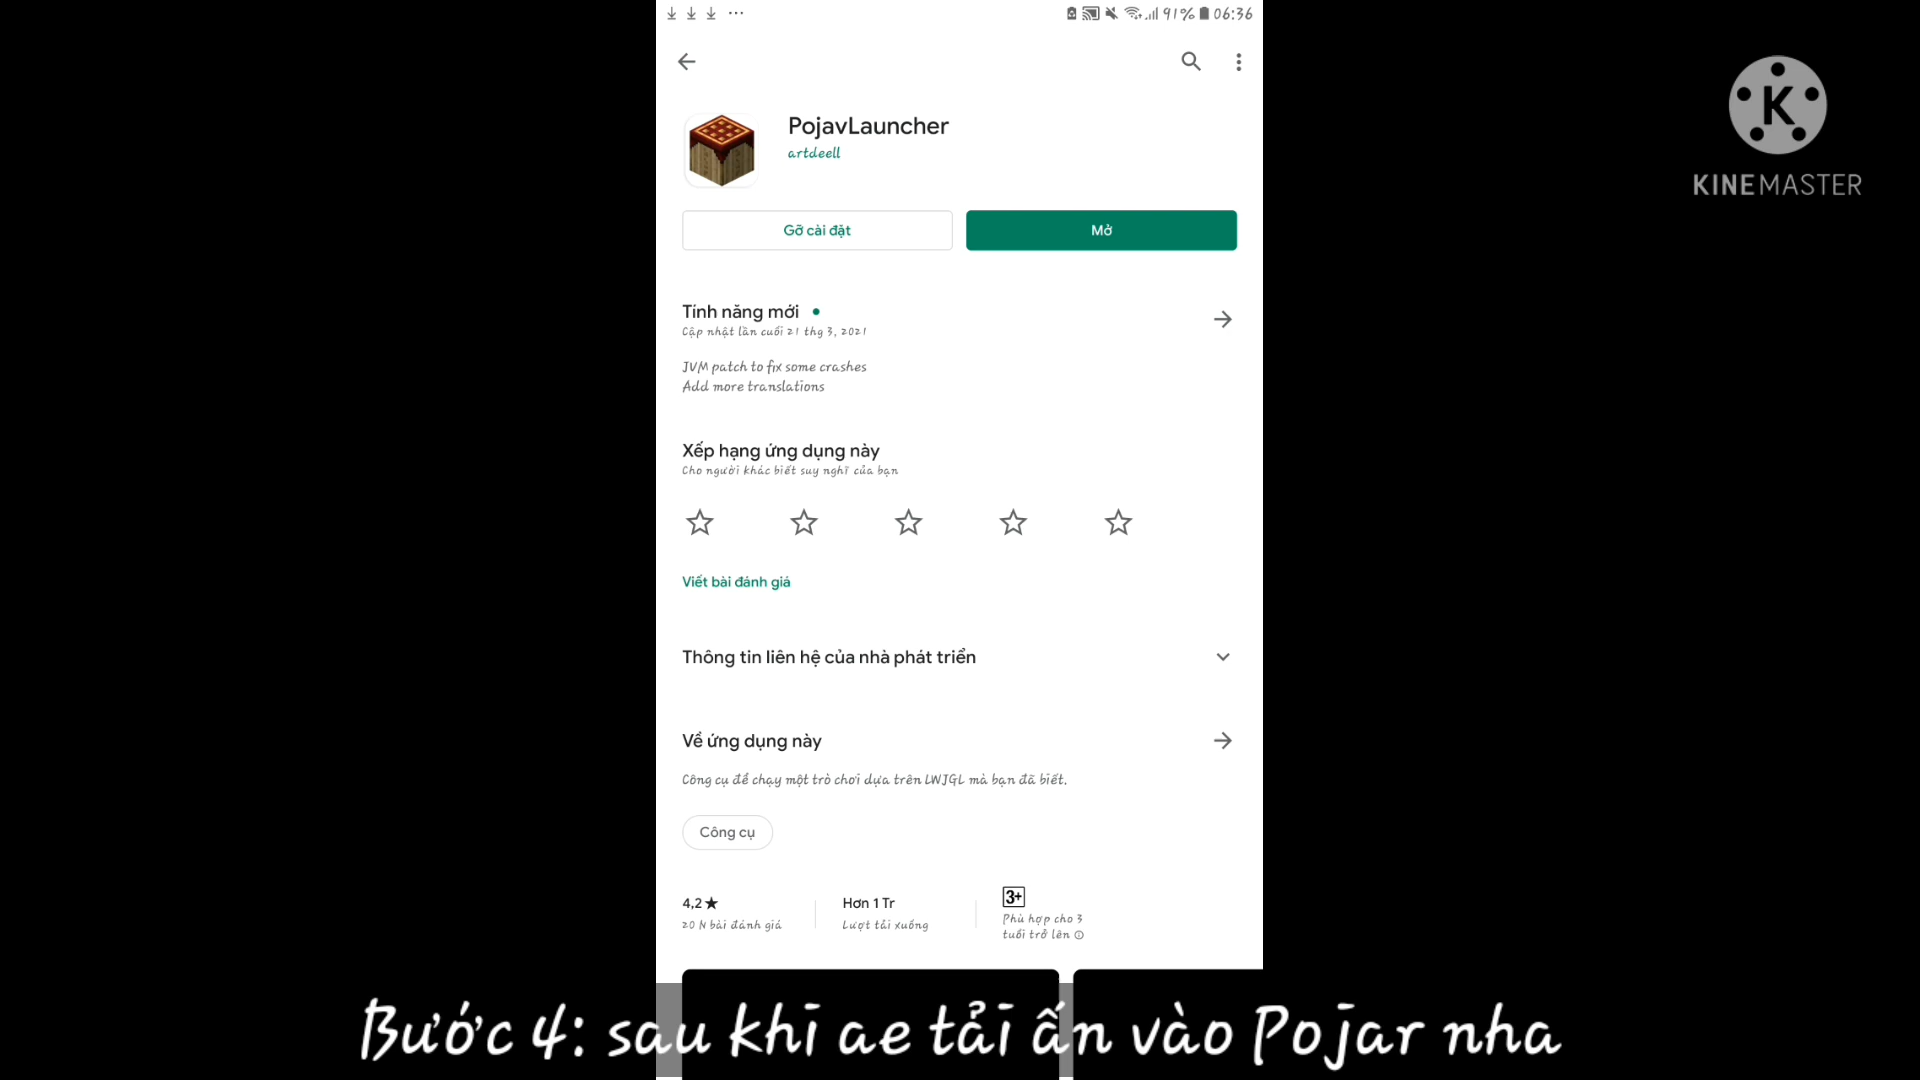 91% 06:36
KINEMASTER
PojavLauncher
artdeell
Gỡ cài đặt
Mở
Tính năng mới
Cập nhật lần cuối 21 thg 3, 2021
JVM patch to fix some crashes
Add more translations
Xếp hạng ứng dụng này
Cho người khác biết suy nghĩ của bạn
Viết bài đánh giá
Thông tin liên hệ của nhà phát triển
Về ứng dụng này
Công cụ để chạy một trò chơi dựa trên LWJGL mà bạn đã biết.
Công cụ
4,2★
20 N bài đánh giá
Hơn 1 Tr
Lượt tải xuống
3+
Phù hợp cho 3
tuổi trở lên
Bước 4: sau khi ae tải ấn vào Pojar nha